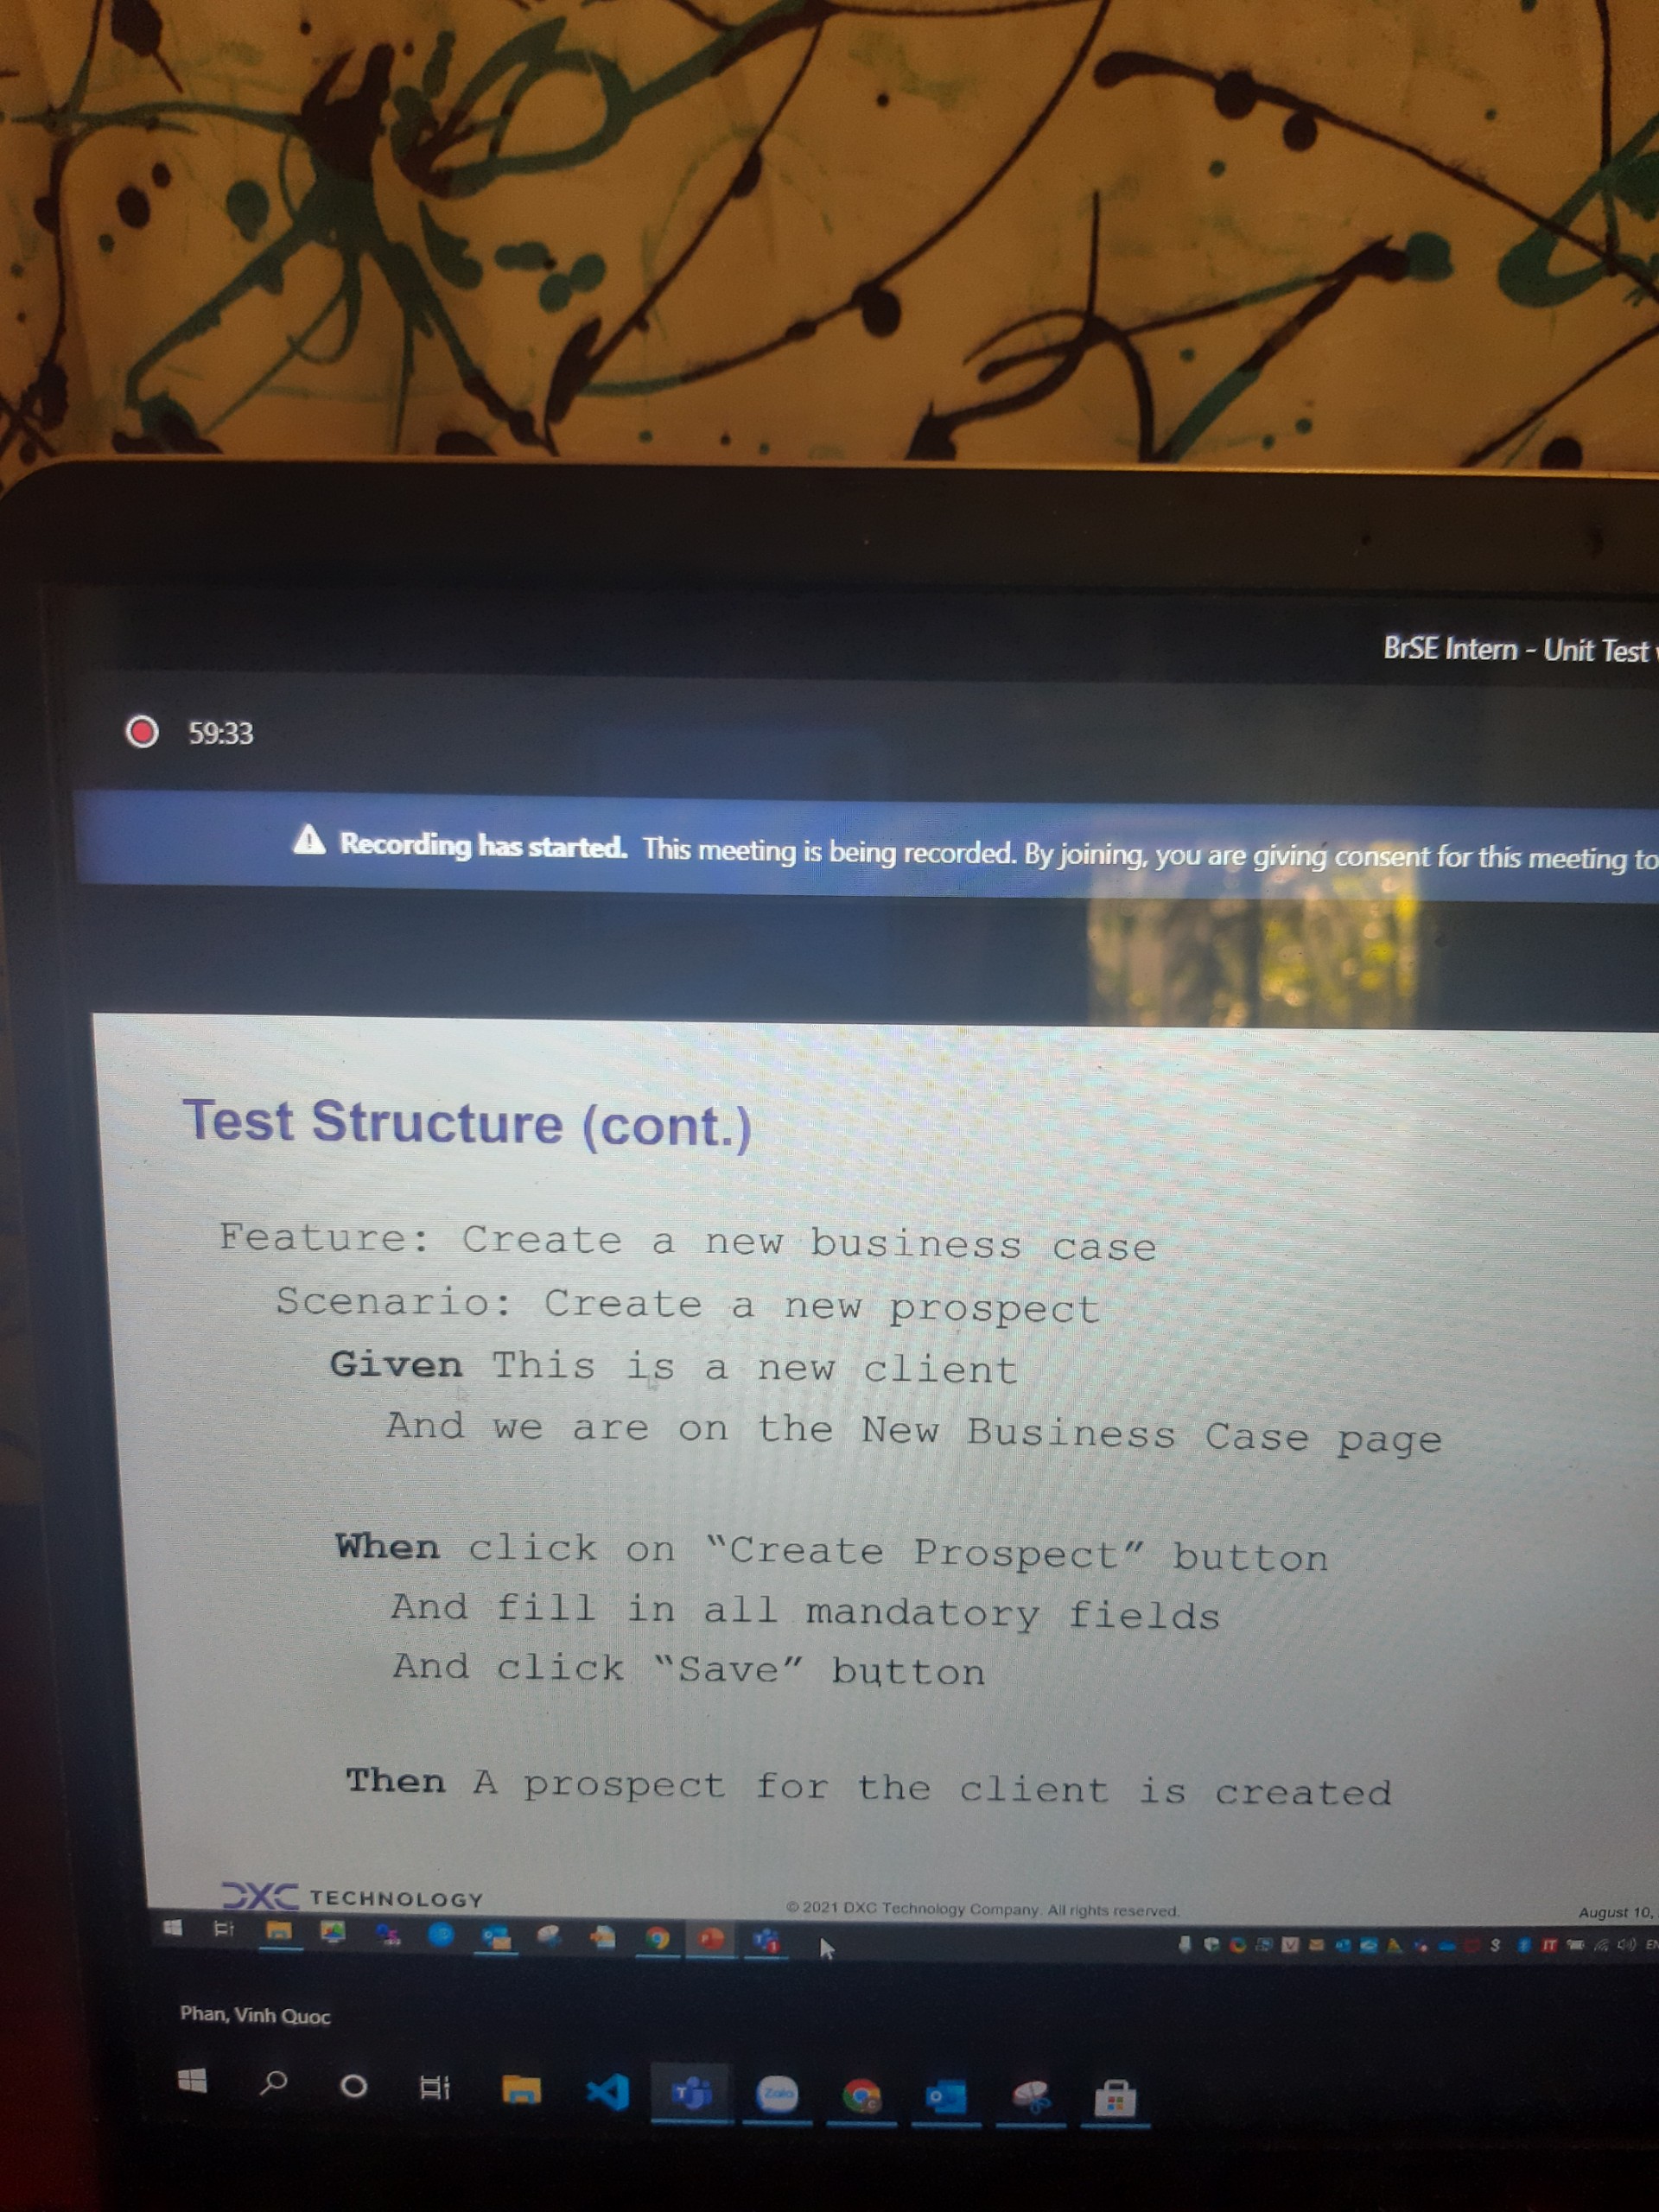 BrSE Intern - Unit Test
59:33
Recording has started. This meeting is being recorded. By joining, you are giving consent for this meeting to
Test Structure (cont.)
Feature: Create a new business case
Scenario: Create a new prospect
Given This is a new client
And we are on the New Business Case page
When click on “Create Prospect” button
And fill in all mandatory fields
And click “Save” button
Then A prospect for the client is created
DXC TECHNOLOGY
© 2021 DXC Technology Company. All rights reserved.
August 10,
Phan, Vinh Quoc
Zalo